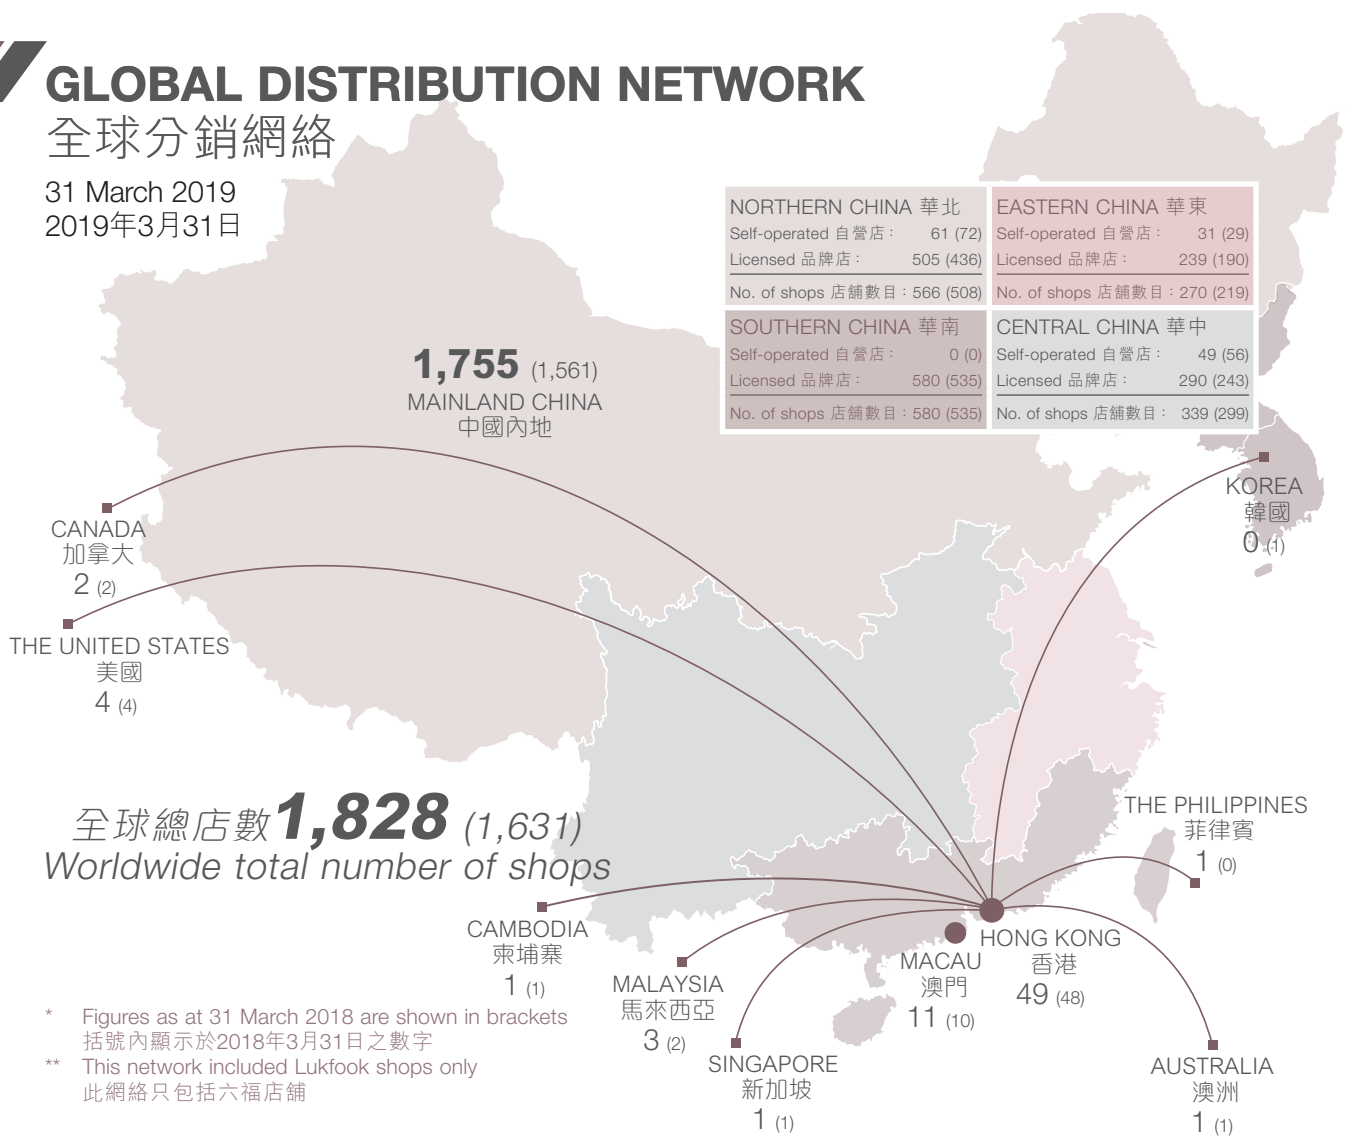 GLOBAL DISTRIBUTION NETWORK
全球分銷網絡
31 March 2019
2019年3月31日
NORTHERN CHINA 華北
Self-operated 自營店： 61 (72)
Licensed 品牌店： 505 (436)
No. of shops 店舖數目：566 (508)
EASTERN CHINA 華東
Self-operated 自營店： 31 (29)
Licensed 品牌店： 239 (190)
No. of shops 店舖數目：270 (219)
SOUTHERN CHINA 華南
Self-operated 自營店： 0 (0)
Licensed 品牌店： 580 (535)
No. of shops 店舖數目：580 (535)
CENTRAL CHINA 華中
Self-operated 自營店： 49 (56)
Licensed 品牌店： 290 (243)
No. of shops 店舖數目： 339 (299)
1,755 (1,561)
MAINLAND CHINA
中國內地
KOREA
韓國
0 (1)
CANADA
加拿大
2 (2)
THE UNITED STATES
美國
4 (4)
全球總店數1,828 (1,631)
Worldwide total number of shops
THE PHILIPPINES
菲律賓
1 (0)
CAMBODIA
柬埔寨
1 (1)
MALAYSIA
馬來西亞
3 (2)
SINGAPORE
新加坡
1 (1)
MACAU
澳門
11 (10)
HONG KONG
香港
49 (48)
AUSTRALIA
澳洲
1 (1)
* Figures as at 31 March 2018 are shown in brackets
括號內顯示於2018年3月31日之數字
** This network included Lukfook shops only
此網絡只包括六福店舖